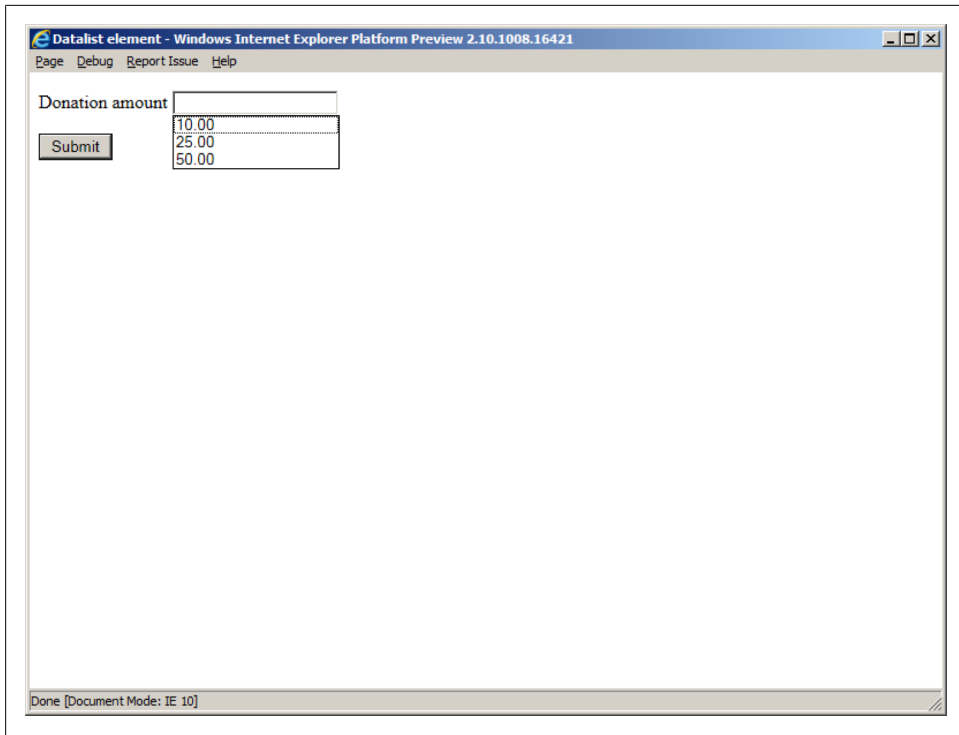 Datalist element - Windows Internet Explorer Platform Preview 2.10.1008.16421
Page Debug Report Issue Help
Donation amount
10.00
25.00
50.00
Submit
Done [Document Mode: IE 10]